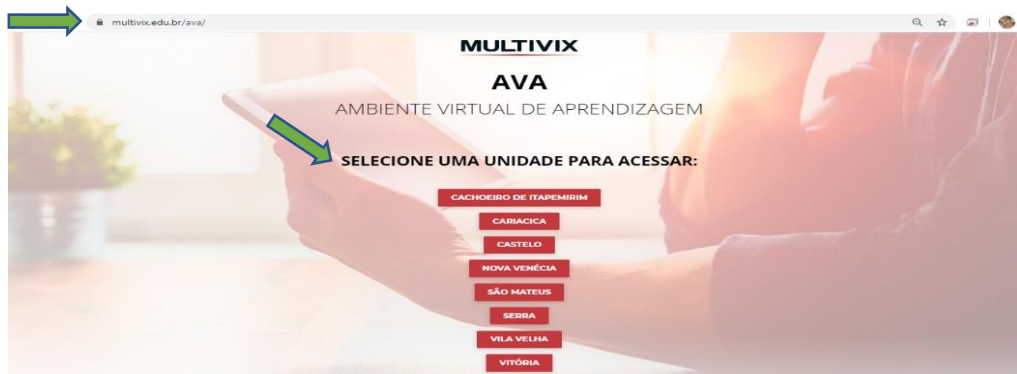 multivix.edu.br/ava/
MULTIVIX
AVA
AMBIENTE VIRTUAL DE APRENDIZAGEM
SELECIONE UMA UNIDADE PARA ACESSAR:
CACHOEIRO DE ITAPEMIRIM
CARIACICA
CASTELO
NOVA VENÉCIA
SÃO MATEUS
SERRA
VILA VELHA
VITÓRIA